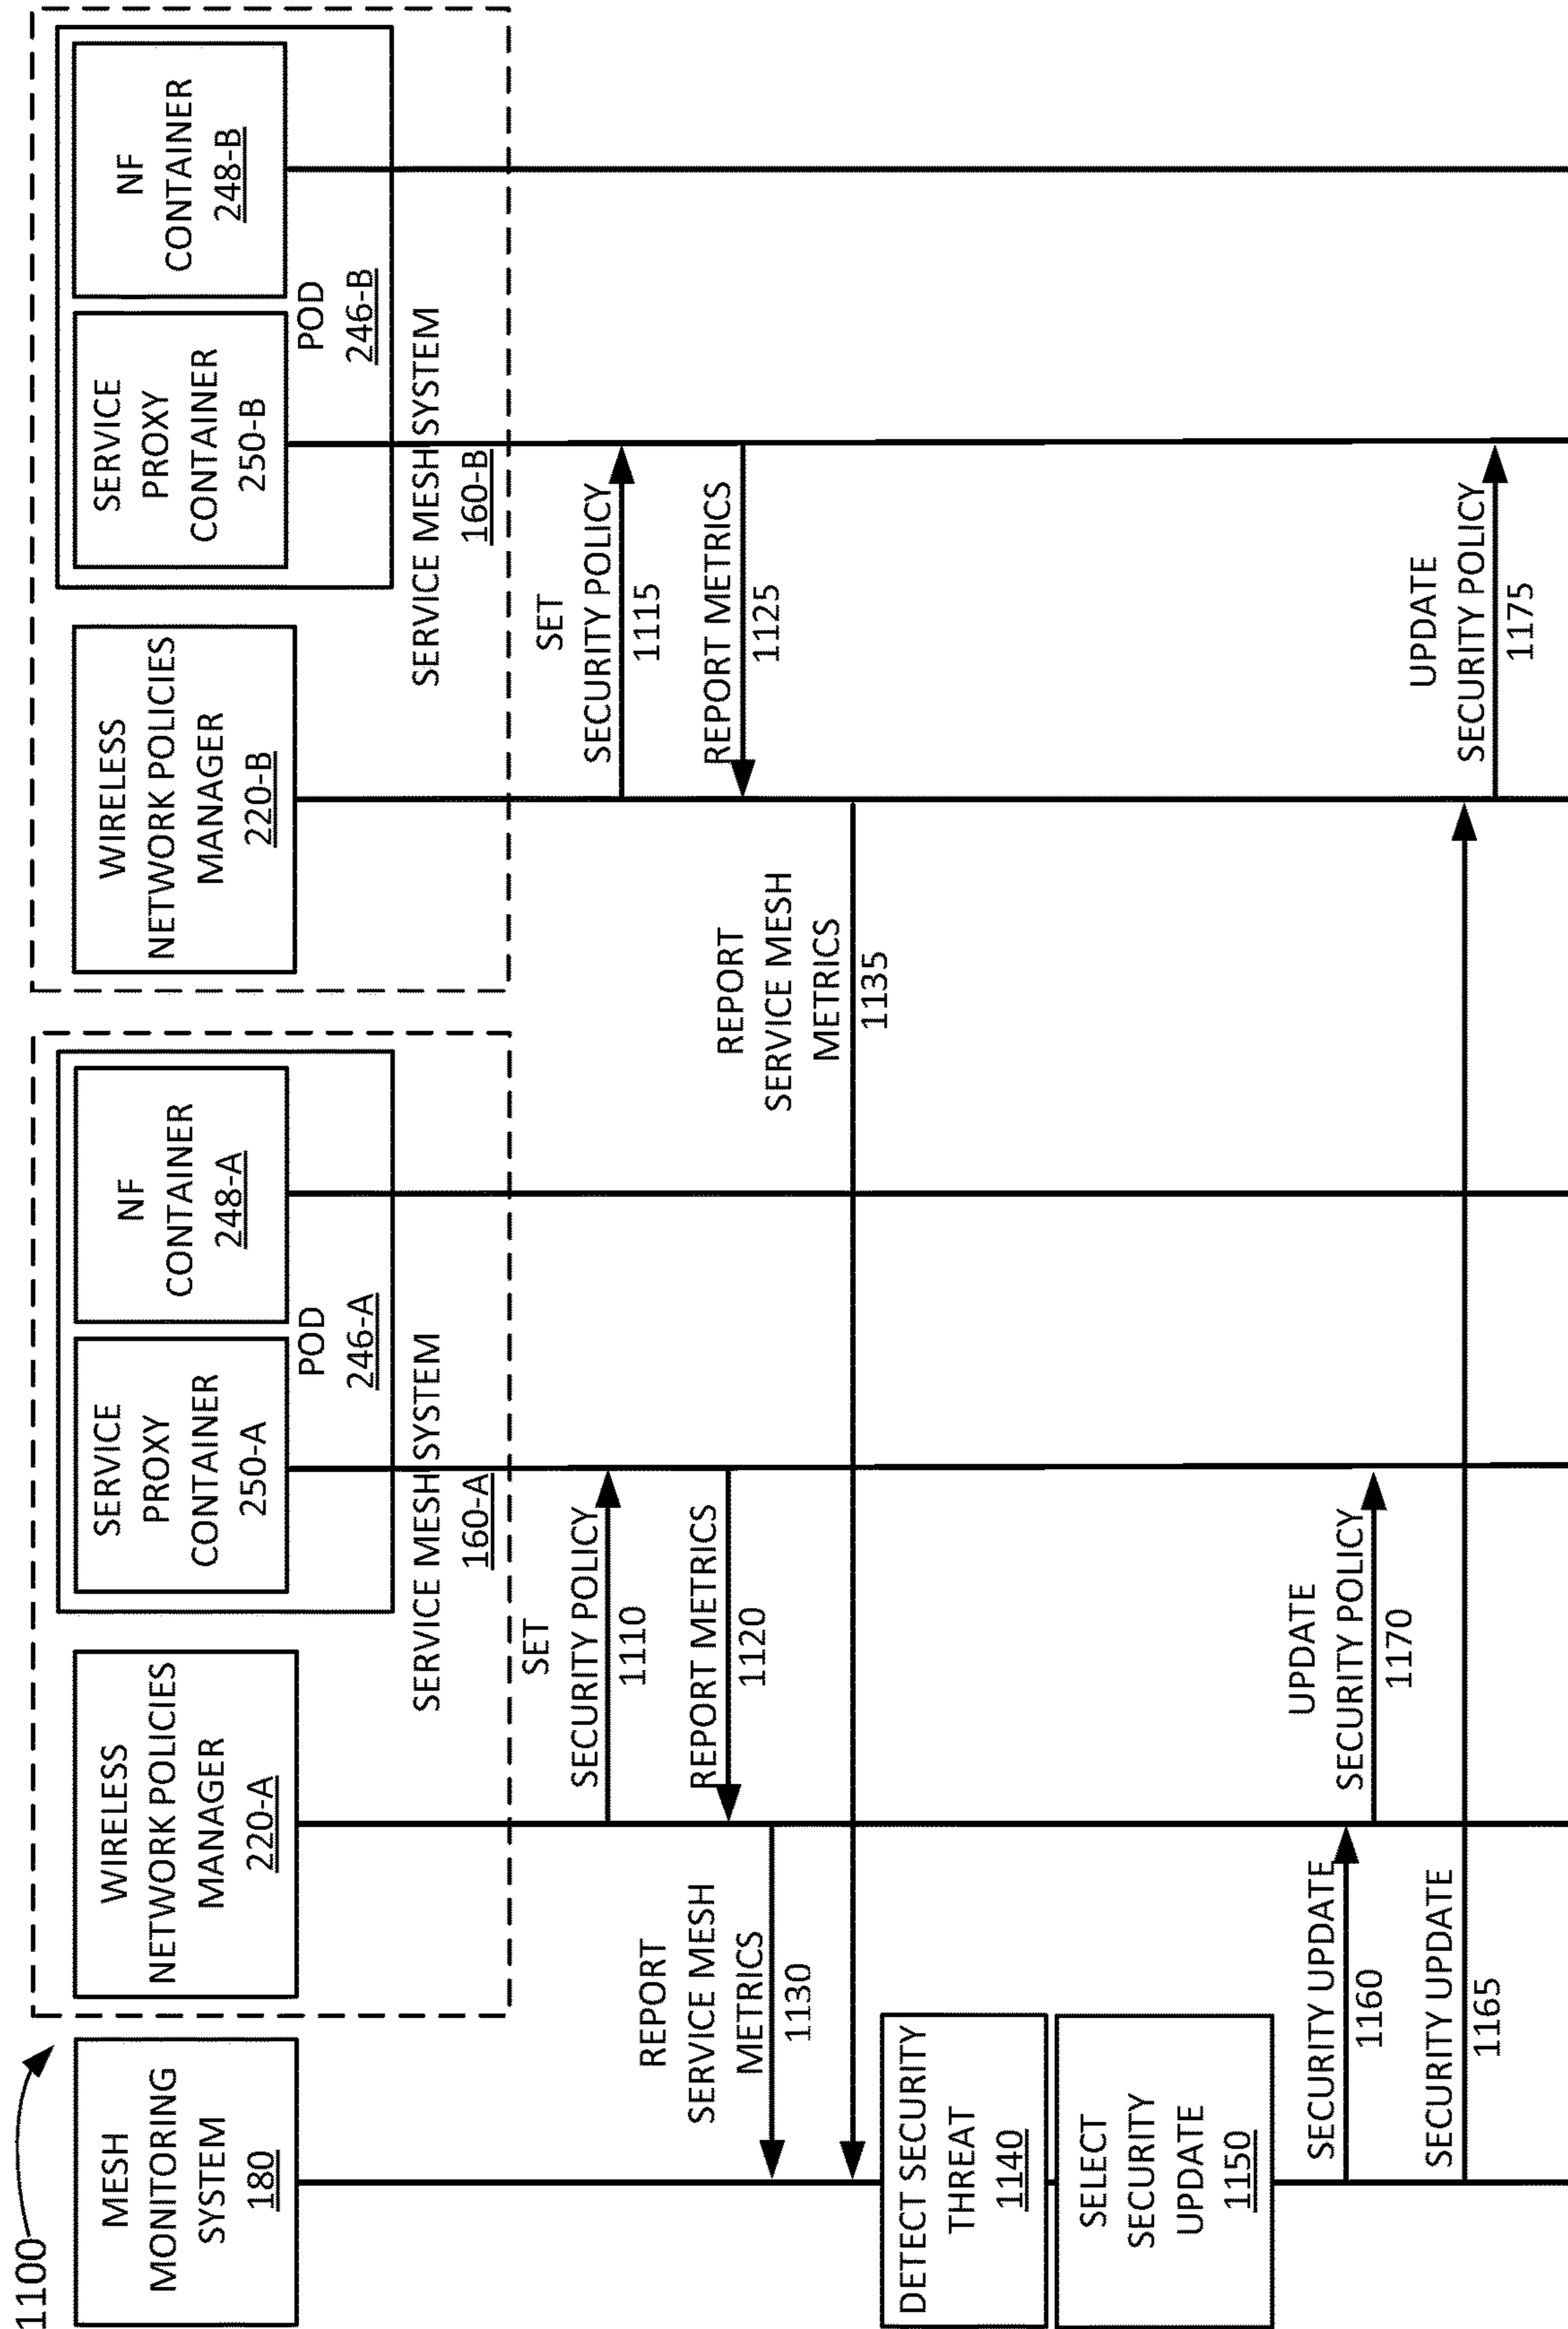 1100
MESH
MONITORING
SYSTEM
180
WIRELESS
NETWORK POLICIES
MANAGER
220-A
SERVICE
PROXY
CONTAINER
250-A
NF
CONTAINER
248-A
POD
246-A
SERVICE MESH SYSTEM
160-A
WIRELESS
NETWORK POLICIES
MANAGER
220-B
SERVICE
PROXY
CONTAINER
250-B
NF
CONTAINER
248-B
POD
246-B
SERVICE MESH SYSTEM
160-B
SET
SECURITY POLICY
1110
SET
SECURITY POLICY
1115
REPORT METRICS
1120
REPORT METRICS
1125
REPORT
SERVICE MESH
METRICS
1130
REPORT
SERVICE MESH
METRICS
1135
DETECT SECURITY
THREAT
1140
SELECT
SECURITY
UPDATE
1150
SECURITY UPDATE
1160
UPDATE
SECURITY POLICY
1170
SECURITY UPDATE
1165
UPDATE
SECURITY POLICY
1175